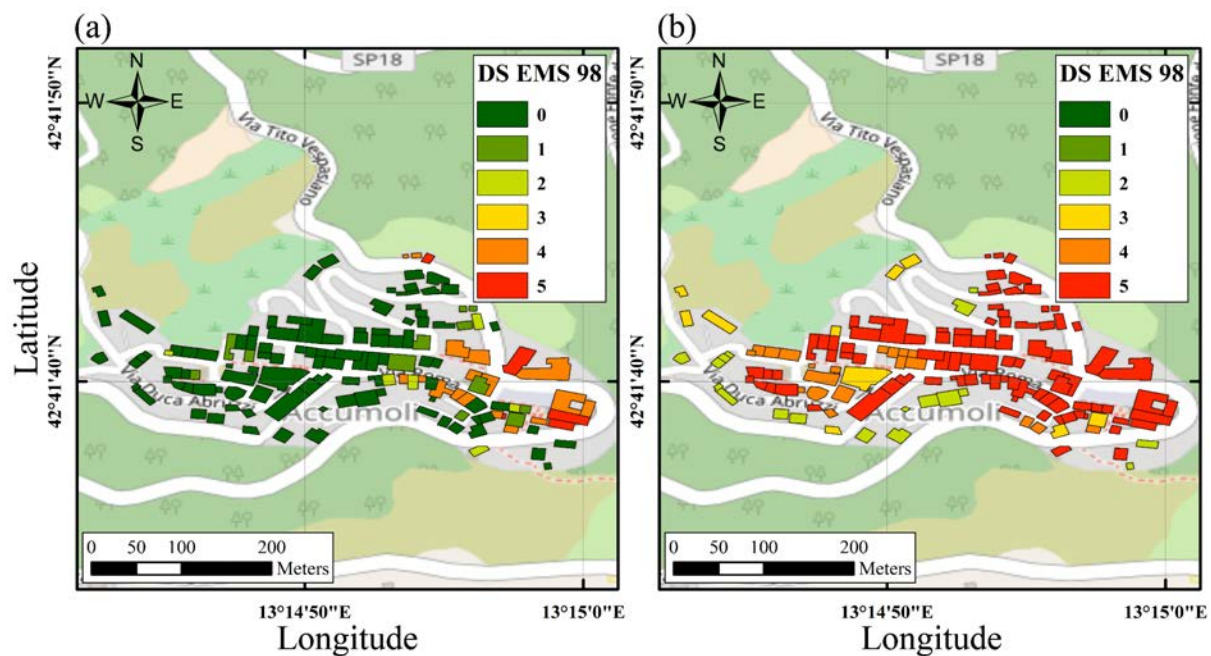 (a)
(b)
SP18
DS EMS 98
0
1
2
3
4
5
N
W
E
S
Via Tito Vespasiano
Via Duca Abruzzi
Accumoli
0 50 100 200
Meters
42°41'50"N
42°41'40"N
13°14'50"E
13°15'0"E
Latitude
Longitude
SP18
DS EMS 98
0
1
2
3
4
5
N
W
E
S
Via Tito Vespasiano
Via Duca Abruzzi
Accumoli
0 50 100 200
Meters
42°41'50"N
42°41'40"N
13°14'50"E
13°15'0"E
Longitude